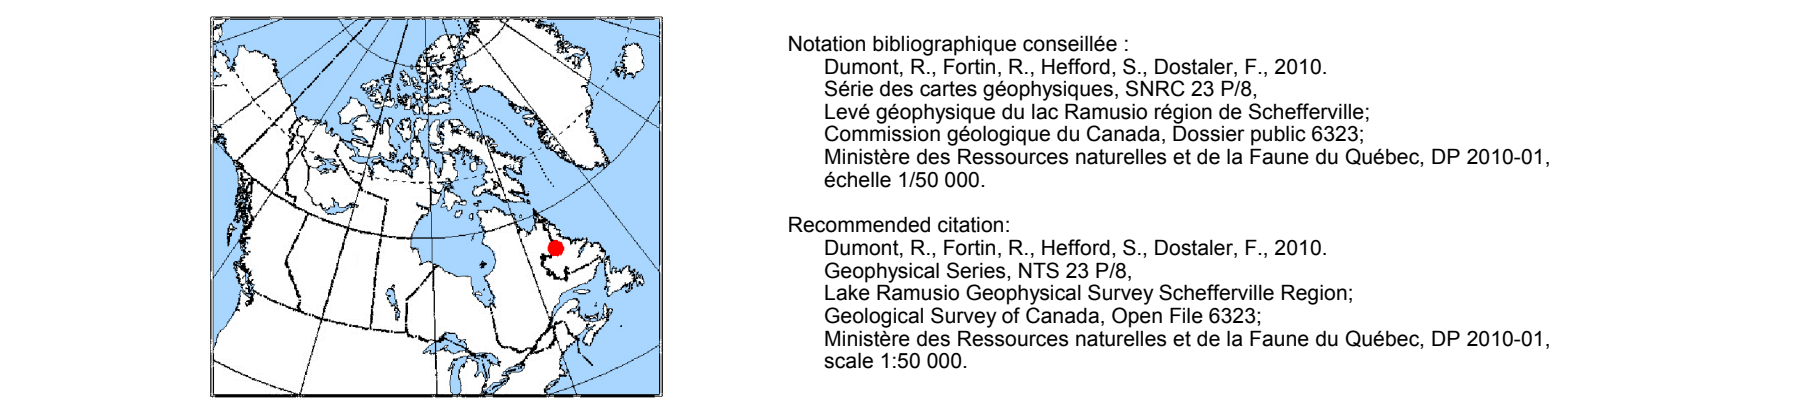 Notation bibliographique conseillée :
Dumont, R., Fortin, R., Hefford, S., Dostaler, F., 2010.
Série des cartes géophysiques, SNRC 23 P/8,
Levé géophysique du lac Ramusio région de Schefferville;
Commission géologique du Canada, Dossier public 6323;
Ministère des Ressources naturelles et de la Faune du Québec, DP 2010-01,
échelle 1/50 000.
Recommended citation:
Dumont, R., Fortin, R., Hefford, S., Dostaler, F., 2010.
Geophysical Series, NTS 23 P/8,
Lake Ramusio Geophysical Survey Schefferville Region;
Geological Survey of Canada, Open File 6323;
Ministère des Ressources naturelles et de la Faune du Québec, DP 2010-01,
scale 1:50 000.